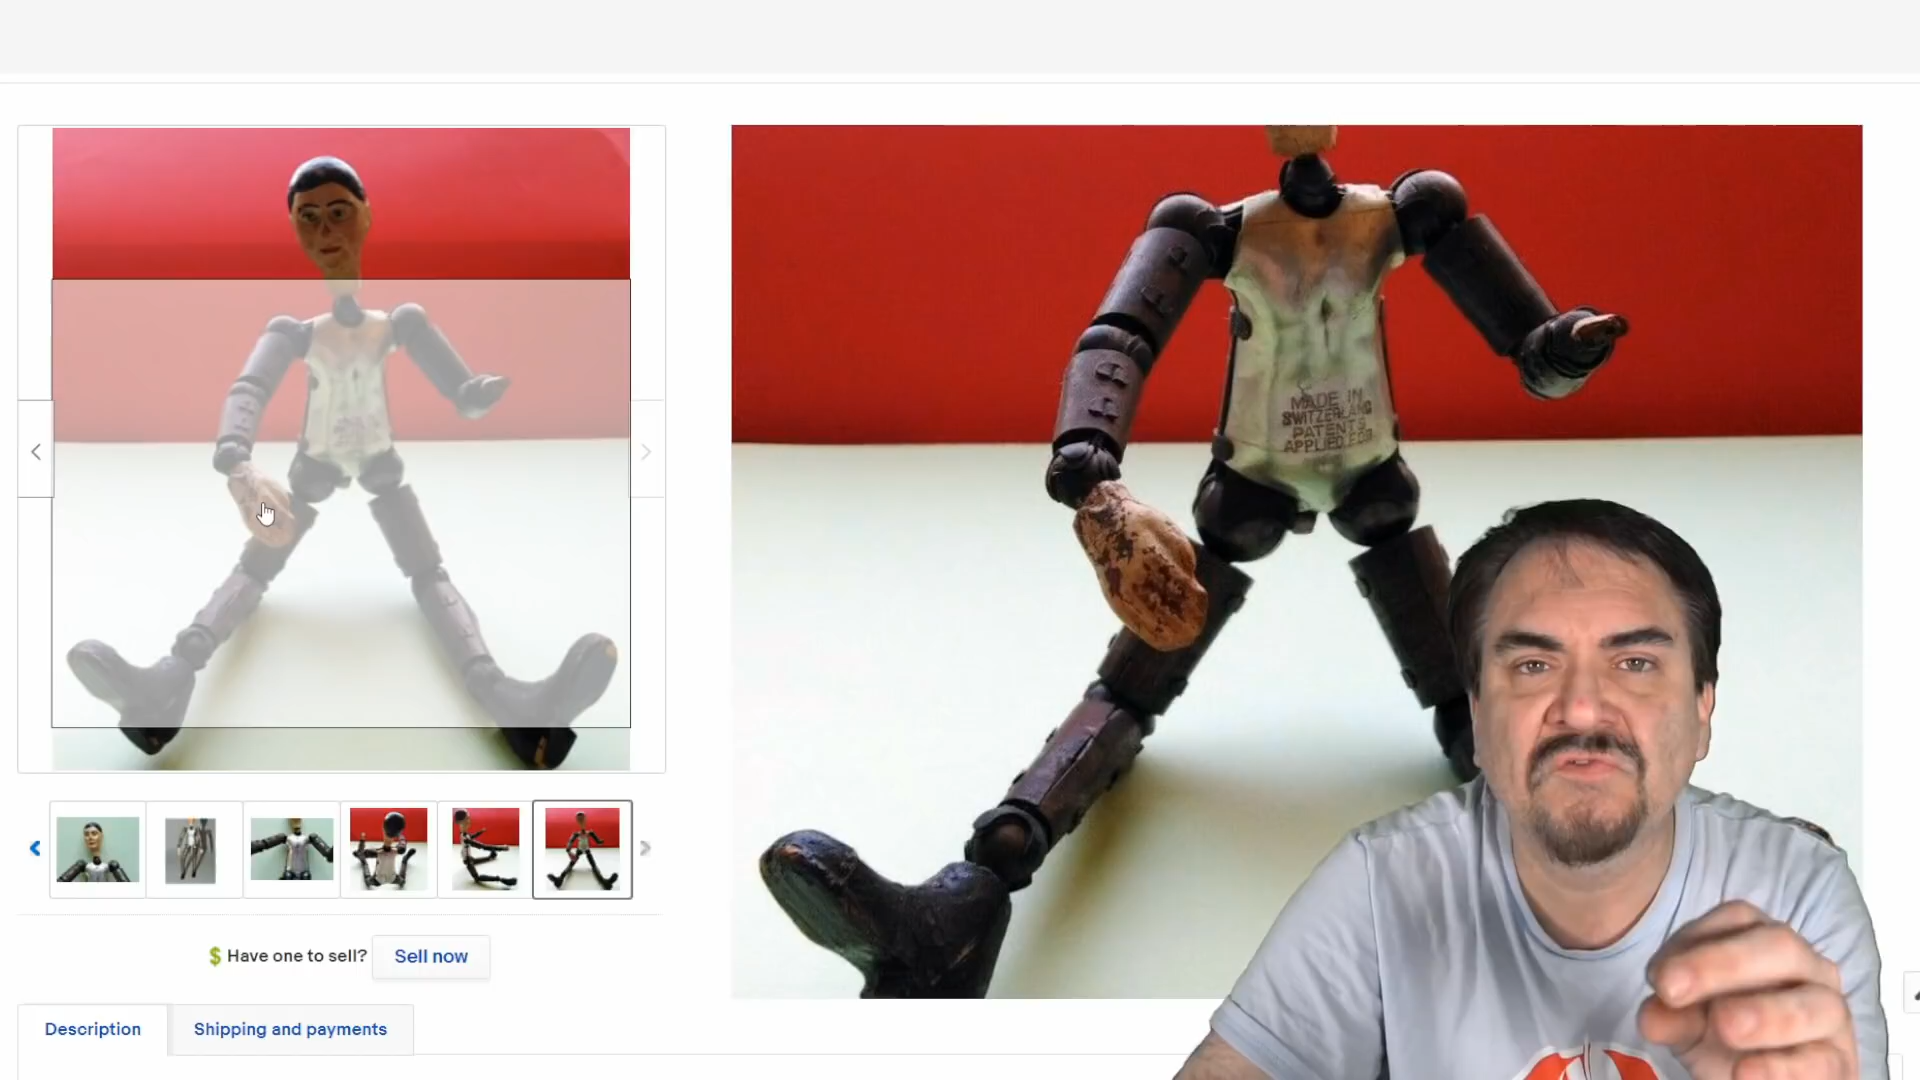 MADE IN
SWITZERLAND
PATENTS
APPLIED FOR
$ Have one to sell?
Sell now
Description
Shipping and payments